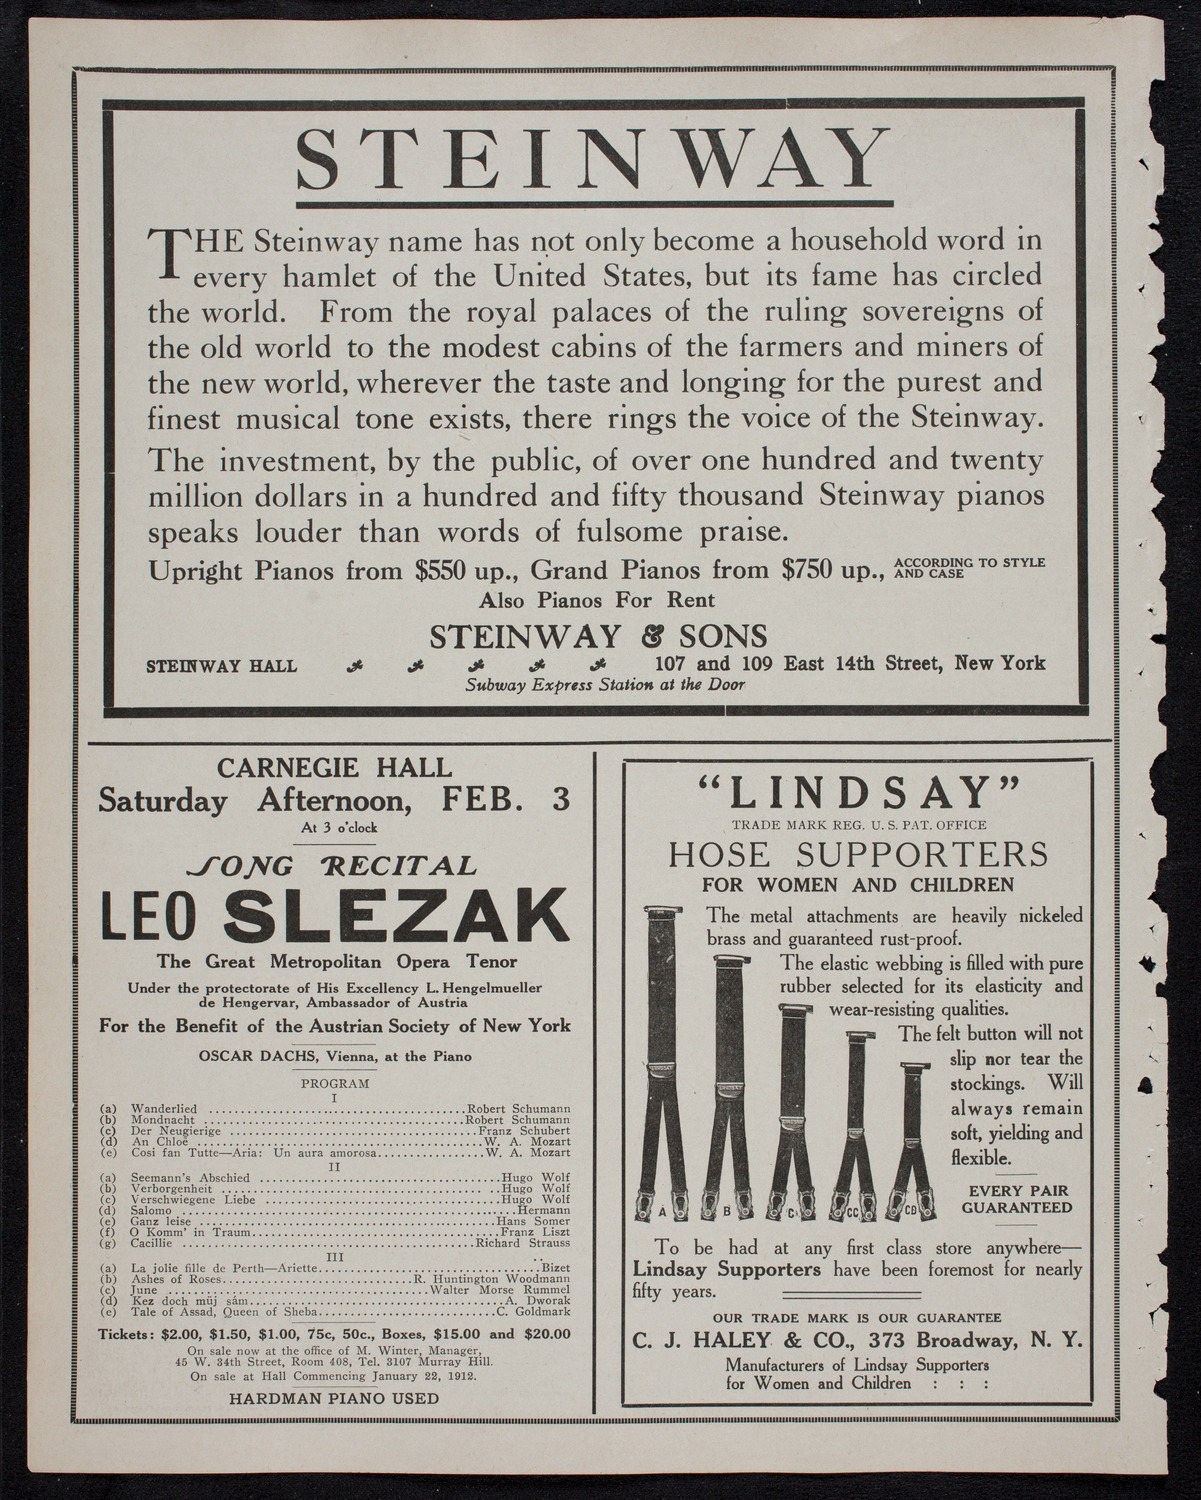 STEINWAY
THE Steinway name has not only become a household word in
every hamlet of the United States, but its fame has circled
the world. From the royal palaces of the ruling sovereigns of
the old world to the modest cabins of the farmers and miners of
the new world, wherever the taste and longing for the purest and
finest musical tone exists, there rings the voice of the Steinway.
The investment, by the public, of over one hundred and twenty
million dollars in a hundred and fifty thousand Steinway pianos
speaks louder than words of fulsome praise.
Upright Pianos from $550 up., Grand Pianos from $750 up., ACCORDING TO STYLE AND CASE
Also Pianos For Rent
STEINWAY & SONS
STEINWAY HALL 107 and 109 East 14th Street, New York
Subway Express Station at the Door
CARNEGIE HALL
Saturday Afternoon, FEB. 3
At 3 o'clock
SONG RECITAL
LEO SLEZAK
The Great Metropolitan Opera Tenor
Under the protectorate of His Excellency L. Hengelmueller
de Hengervar, Ambassador of Austria
For the Benefit of the Austrian Society of New York
OSCAR DACHS, Vienna, at the Piano
PROGRAM
I
(a) Wanderlied ........ Robert Schumann
(b) Mondnacht ........ Robert Schumann
(c) Der Neugierige ........ Franz Schubert
(d) An Chloe ........ W. A. Mozart
(e) Cosi fan Tutte—Aria: Un aura amorosa ........ W. A. Mozart
II
(a) Seemann's Abschied ........ Hugo Wolf
(b) Verborgenheit ........ Hugo Wolf
(c) Verschwiegene Liebe ........ Hugo Wolf
(d) Salomo ........ Hermann
(e) Ganz leise ........ Hans Somer
(f) O Komm' in Traum ........ Franz Liszt
(g) Cacillie ........ Richard Strauss
III
(a) La jolie fille de Perth—Ariette ........ Bizet
(b) Ashes of Roses ........ R. Huntington Woodmann
(c) June ........ Walter Morse Rummel
(d) Kez doch müj sám ........ A. Dworak
(e) Tale of Assad, Queen of Sheba ........ C. Goldmark
Tickets: $2.00, $1.50, $1.00, 75c, 50c., Boxes, $15.00 and $20.00
On sale now at the office of M. Winter, Manager,
45 W. 34th Street, Room 408, Tel. 3107 Murray Hill.
On sale at Hall Commencing January 22, 1912.
HARDMAN PIANO USED
"LINDSAY"
TRADE MARK REG. U. S. PAT. OFFICE
HOSE SUPPORTERS
FOR WOMEN AND CHILDREN
The metal attachments are heavily nickeled
brass and guaranteed rust-proof.
The elastic webbing is filled with pure
rubber selected for its elasticity and
wear-resisting qualities.
The felt button will not
slip nor tear the
stockings. Will
always remain
soft, yielding and
flexible.
A B C CC CD
EVERY PAIR
GUARANTEED
To be had at any first class store anywhere—
Lindsay Supporters have been foremost for nearly
fifty years.
OUR TRADE MARK IS OUR GUARANTEE
C. J. HALEY & CO., 373 Broadway, N. Y.
Manufacturers of Lindsay Supporters
for Women and Children : : :